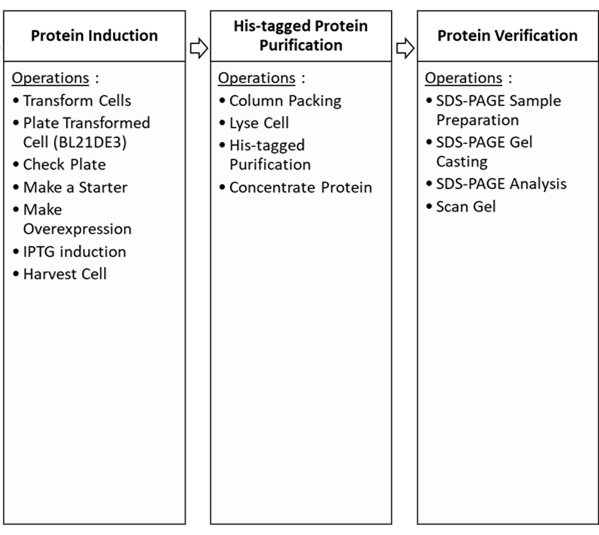 Protein Induction
Operations :
• Transform Cells
• Plate Transformed
Cell (BL21DE3)
• Check Plate
• Make a Starter
• Make
Overexpression
• IPTG induction
• Harvest Cell
His-tagged Protein
Purification
Operations :
• Column Packing
• Lyse Cell
• His-tagged
Purification
• Concentrate Protein
Protein Verification
Operations :
• SDS-PAGE Sample
Preparation
• SDS-PAGE Gel
Casting
• SDS-PAGE Analysis
• Scan Gel